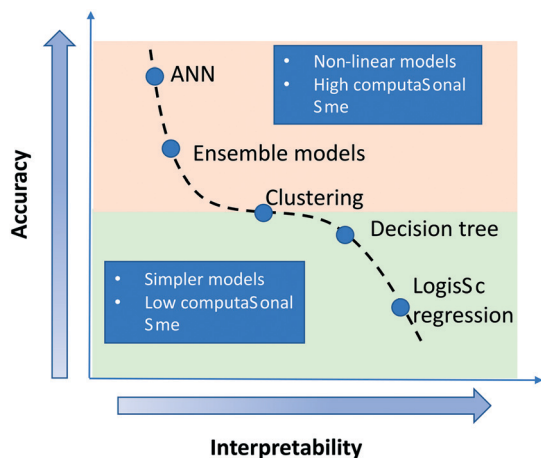 ANN
• Non-linear models
• High computaSonal
Sme
Ensemble models
Clustering
Decision tree
• Simpler models
• Low computaSonal
Sme
LogisSc
regression
Accuracy
Interpretability